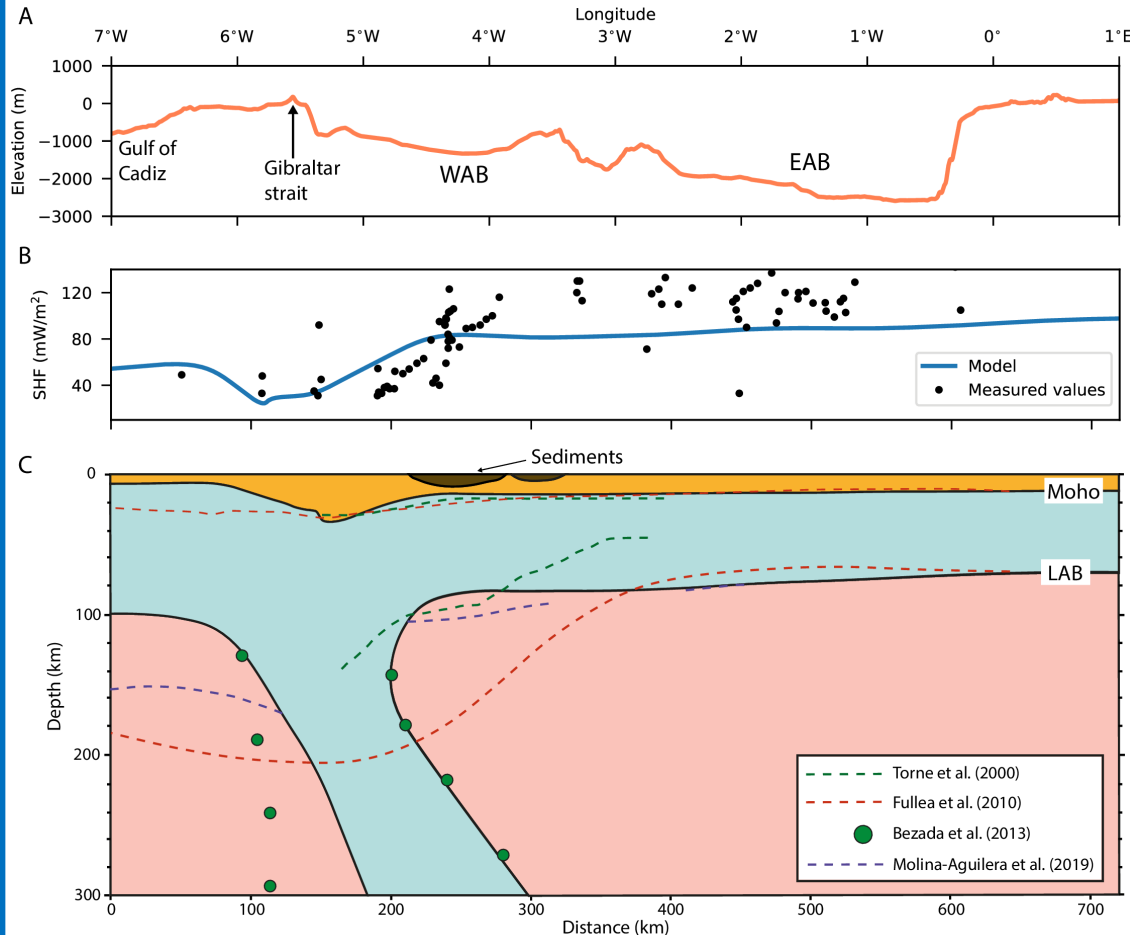 A
Longitude
7°W 6°W 5°W 4°W 3°W 2°W 1°W 0° 1°E
Elevation (m)
1000
0
−1000
−2000
−3000
Gulf of
Cadiz
Gibraltar
strait
WAB
EAB
B
SHF (mW/m²)
120
80
40
Model
Measured values
C
Sediments
Moho
LAB
Depth (km)
0
100
200
300
Torne et al. (2000)
Fullea et al. (2010)
Bezada et al. (2013)
Molina-Aguilera et al. (2019)
0 100 200 300 400 500 600 700
Distance (km)